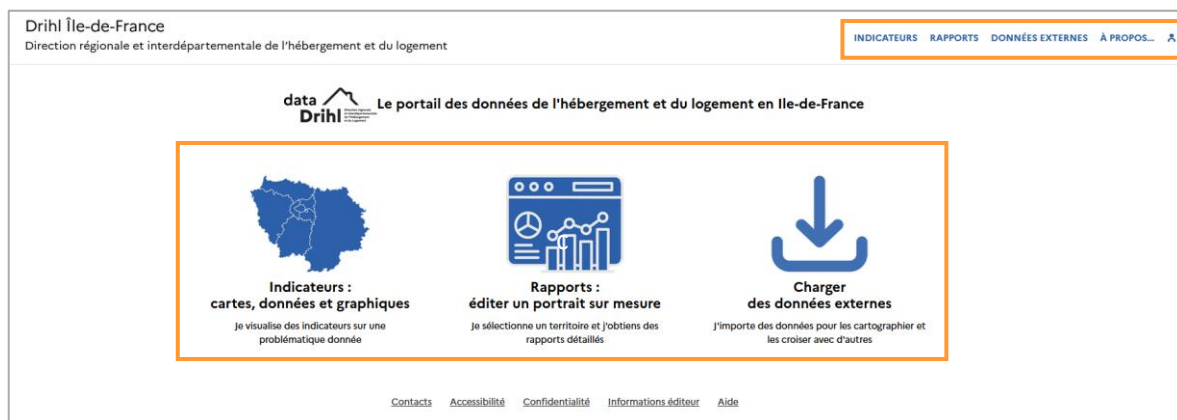 Drihl Île-de-France
Direction régionale et interdépartementale de l'hébergement et du logement
INDICATEURS RAPPORTS DONNÉES EXTERNES À PROPOS...
data
Drihl
Le portail des données de l'hébergement et du logement en Ile-de-France
Indicateurs :
cartes, données et graphiques
Je visualise des indicateurs sur une
problématique donnée
Rapports :
éditer un portrait sur mesure
Je sélectionne un territoire et j'obtiens des
rapports détaillés
Charger
des données externes
J'importe des données pour les cartographier et
les croiser avec d'autres
Contacts Accessibilité Confidentialité Informations éditeur Aide